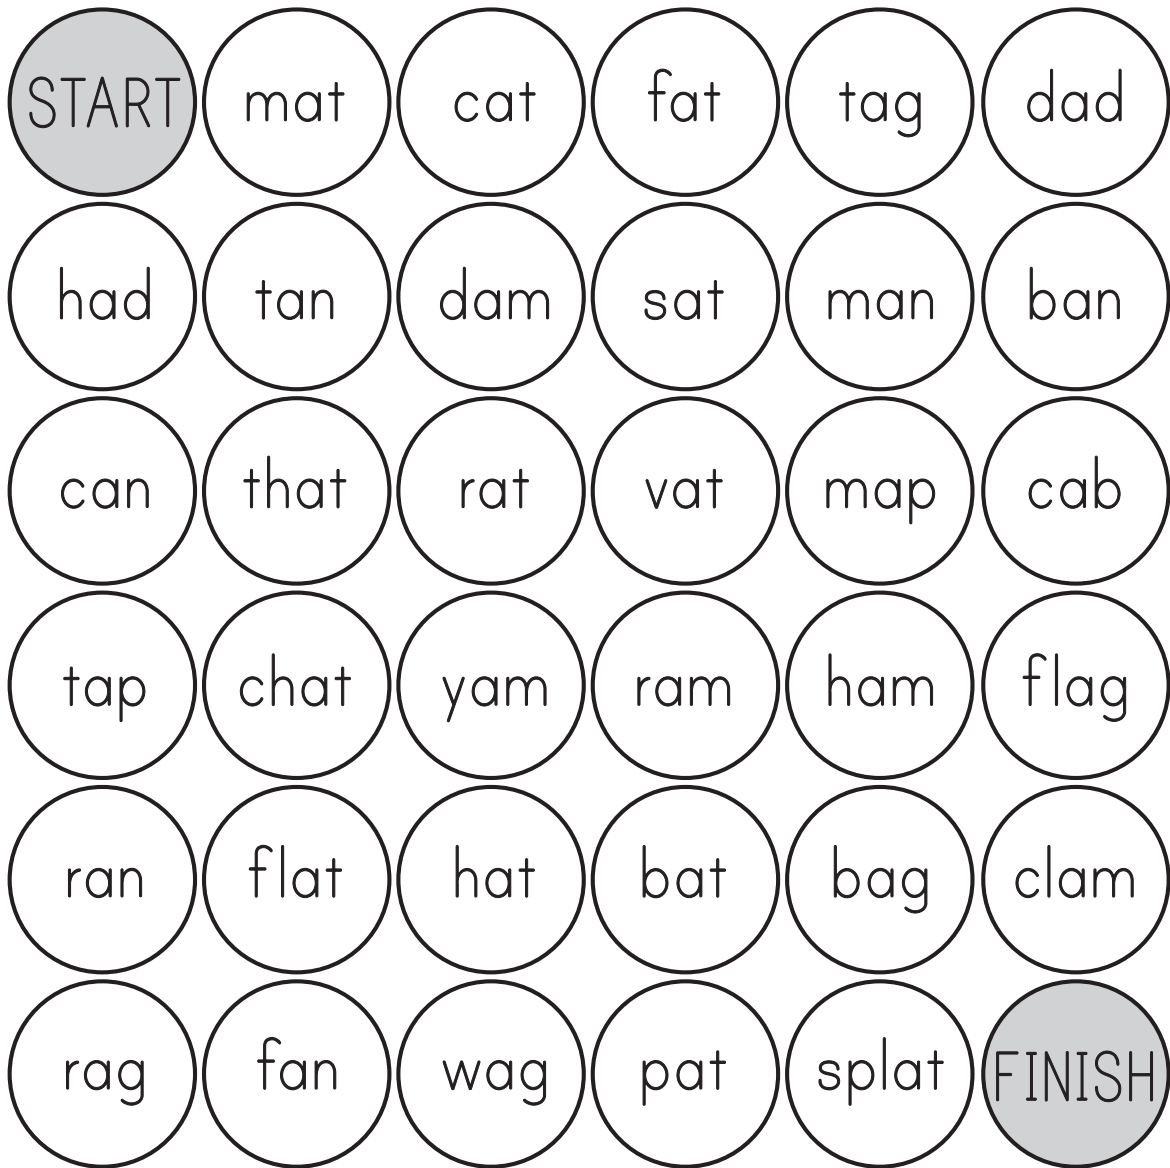 START mat cat fat tag dad
had tan dam sat man ban
can that rat vat map cab
tap chat yam ram ham flag
ran flat hat bat bag clam
rag fan wag pat splat FINISH